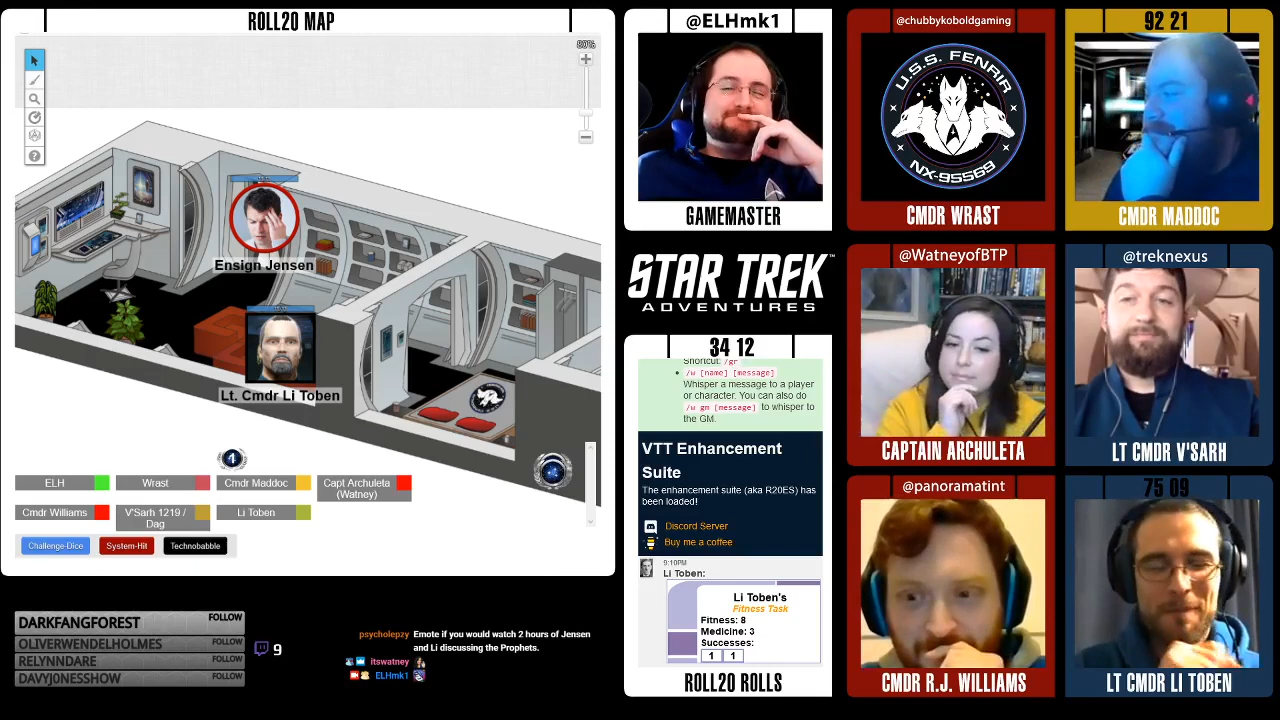 ROLL20 MAP
80%
Ensign Jensen
Lt. Cmdr Li Toben
ELH
Wrast
Cmdr Maddoc
Capt Archuleta
(Watney)
Cmdr Williams
V'Sarh 1219 /
Dag
Li Toben
Challenge-Dice
System-Hit
Technobabble
@ELHmk1
GAMEMASTER
@chubbykoboldgaming
U.S.S. FENRIR
NX-95569
CMDR WRAST
92 21
CMDR MADDOC
STAR TREK™
ADVENTURES
@WatneyofBTP
CAPTAIN ARCHULETA
@treknexus
LT CMDR V'SARH
34 12
Shortcut: /gr
• /w [name] [message]
Whisper a message to a player
or character. You can also do
/w gm [message] to whisper to
the GM.
VTT Enhancement
Suite
The enhancement suite (aka R20ES) has
been loaded!
Discord Server
Buy me a coffee
9:10PM
Li Toben:
Li Toben's
Fitness Task
Fitness: 8
Medicine: 3
Successes:
1 1
ROLL20 ROLLS
@panoramatint
CMDR R.J. WILLIAMS
75 09
LT CMDR LI TOBEN
DARKFANGFOREST FOLLOW
OLIVERWENDELHOLMES FOLLOW
RELYNNDARE FOLLOW
DAVYJ0NESSHOW FOLLOW
9
psycholepzy Emote if you would watch 2 hours of Jensen
and Li discussing the Prophets.
itswatney
ELHmk1